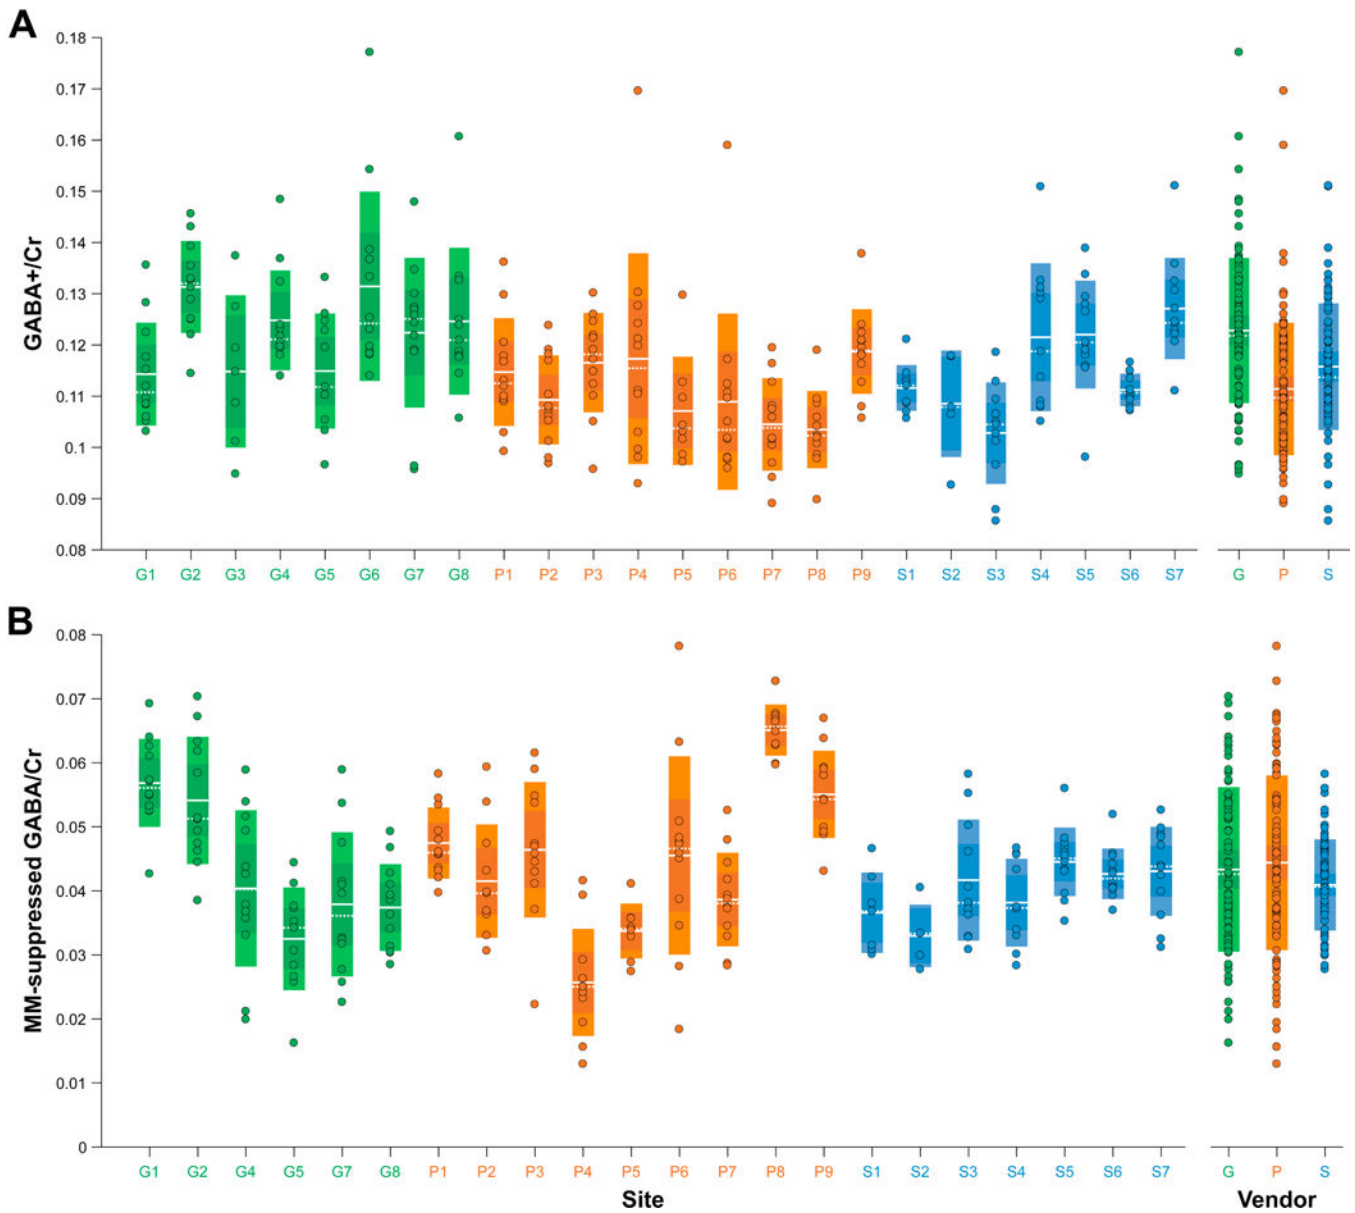 A
0.18
0.17
0.16
0.15
0.14
0.13
0.12
0.11
0.1
0.09
0.08
GABA+/Cr
G1 G2 G3 G4 G5 G6 G7 G8 P1 P2 P3 P4 P5 P6 P7 P8 P9 S1 S2 S3 S4 S5 S6 S7 G P S
B
0.08
0.07
0.06
0.05
0.04
0.03
0.02
0.01
0
MM-suppressed GABA/Cr
G1 G2 G4 G5 G7 G8 P1 P2 P3 P4 P5 P6 P7 P8 P9 S1 S2 S3 S4 S5 S6 S7 G P S
Site Vendor